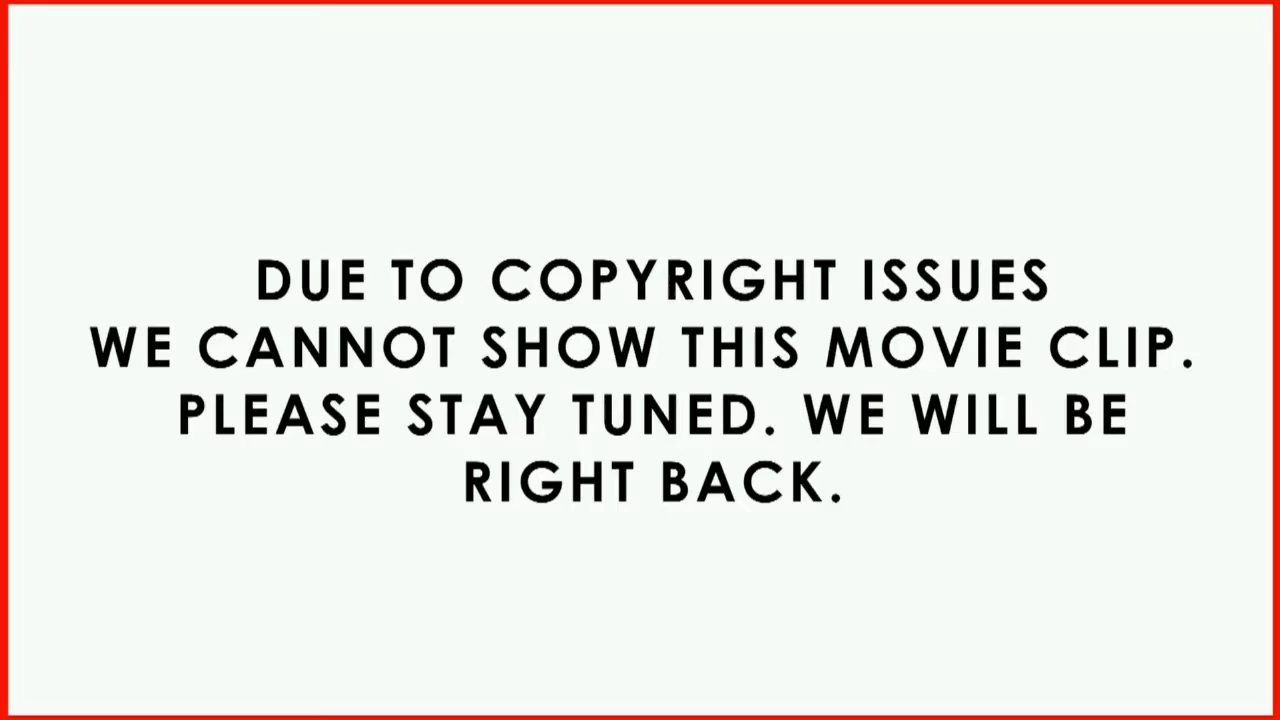 DUE TO COPYRIGHT ISSUES
WE CANNOT SHOW THIS MOVIE CLIP.
PLEASE STAY TUNED. WE WILL BE
RIGHT BACK.